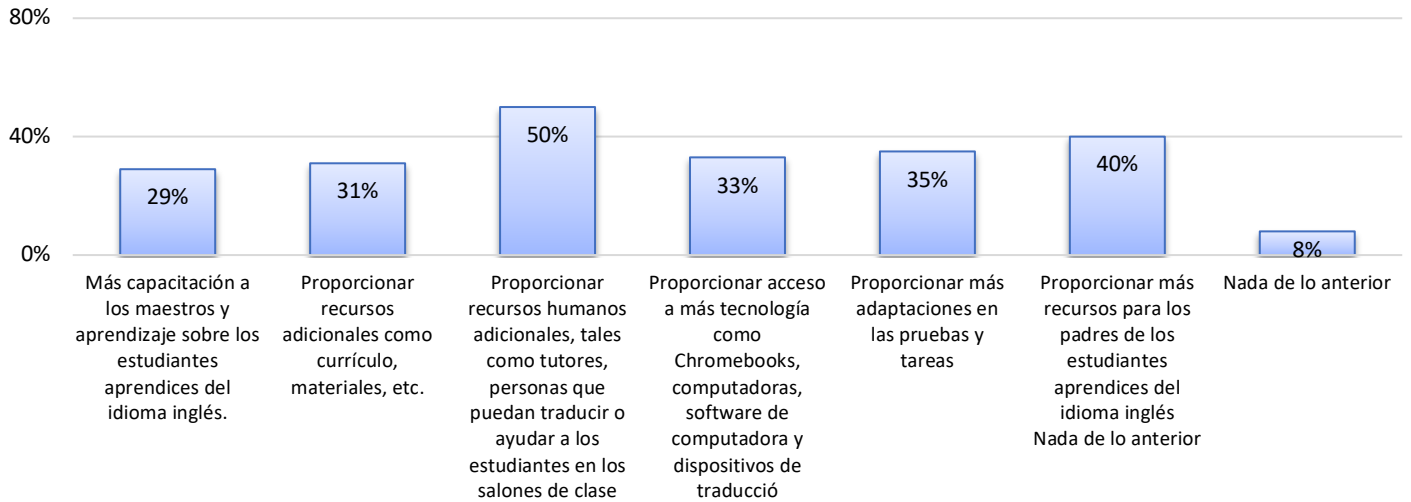 80%
40%
0%
29%
31%
50%
33%
35%
40%
8%
Más capacitación a
los maestros y
aprendizaje sobre los
estudiantes
aprendices del
idioma inglés.
Proporcionar
recursos
adicionales como
currículo,
materiales, etc.
Proporcionar
recursos humanos
adicionales, tales
como tutores,
personas que
puedan traducir o
ayudar a los
estudiantes en los
salones de clase
Proporcionar acceso
a más tecnología
como
Chromebooks,
computadoras,
software de
computadora y
dispositivos de
traducció
Proporcionar más
adaptaciones en
las pruebas y
tareas
Proporcionar más
recursos para los
padres de los
estudiantes
aprendices del
idioma inglés
Nada de lo anterior
Nada de lo anterior